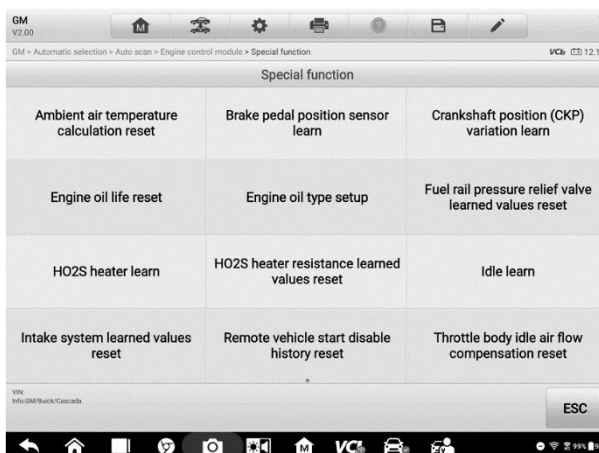 GM
V2.00
GM > Automatic selection > Auto scan > Engine control module > Special function
VCI 12.1
Special function
Ambient air temperature
calculation reset
Brake pedal position sensor
learn
Crankshaft position (CKP)
variation learn
Engine oil life reset
Engine oil type setup
Fuel rail pressure relief valve
learned values reset
HO2S heater learn
HO2S heater resistance learned
values reset
Idle learn
Intake system learned values
reset
Remote vehicle start disable
history reset
Throttle body idle air flow
compensation reset
VIN:
Info:GM/Buick/Cascada
ESC
M
VC
99%